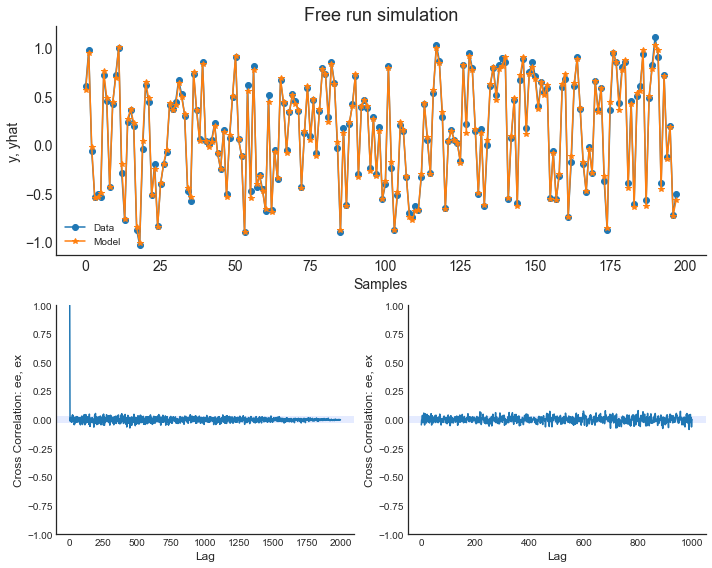 Free run simulation
y, yhat
1.0
0.5
0.0
−0.5
−1.0
Data
Model
0 25 50 75 100 125 150 175 200
Samples
Cross Correlation: ee, ex
1.00
0.75
0.50
0.25
0.00
−0.25
−0.50
−0.75
−1.00
0 250 500 750 1000 1250 1500 1750 2000
Lag
Cross Correlation: ee, ex
1.00
0.75
0.50
0.25
0.00
−0.25
−0.50
−0.75
−1.00
0 200 400 600 800 1000
Lag